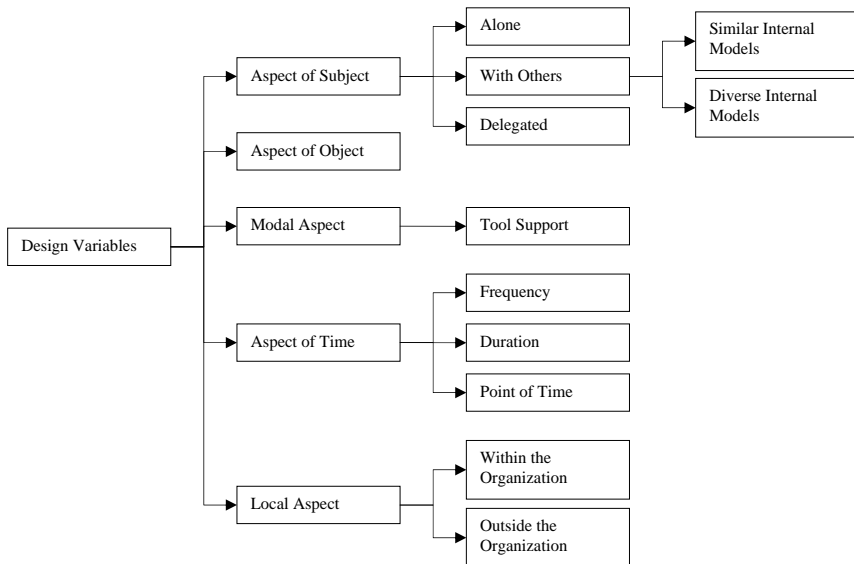 Design Variables
Aspect of Subject
Alone
With Others
Similar Internal
Models
Diverse Internal
Models
Delegated
Aspect of Object
Modal Aspect
Tool Support
Aspect of Time
Frequency
Duration
Point of Time
Local Aspect
Within the
Organization
Outside the
Organization